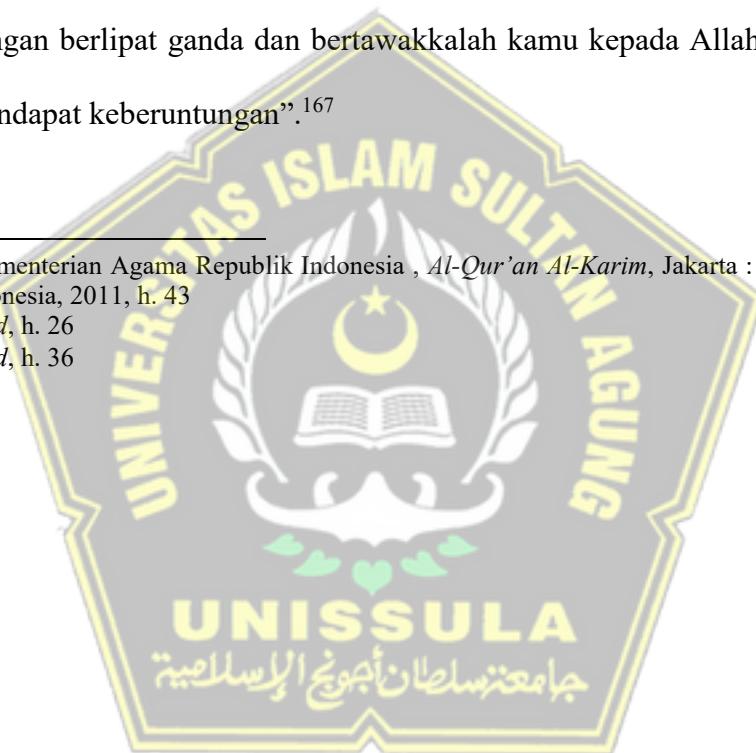 ngan berlipat ganda dan bertawakkalah kamu kepada Allah
ndapat keberuntungan”.167
menterian Agama Republik Indonesia , Al-Qur’an Al-Karim, Jakarta :
onesia, 2011, h. 43
d, h. 26
d, h. 36
UNIVERSITAS ISLAM SULTAN AGUNG
UNISSULA
جامعة سلطان أجونج الإسلامية